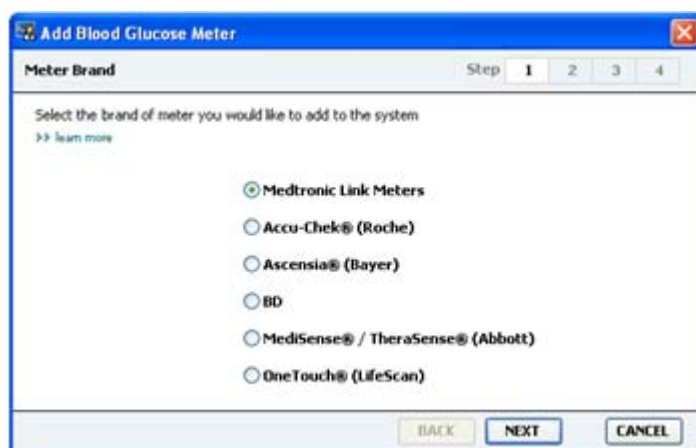 Add Blood Glucose Meter
Meter Brand Step 1 2 3 4
Select the brand of meter you would like to add to the system
>> learn more
Medtronic Link Meters
Accu-Chek® (Roche)
Ascensia® (Bayer)
BD
MediSense® / TheraSense® (Abbott)
OneTouch® (LifeScan)
BACK NEXT CANCEL